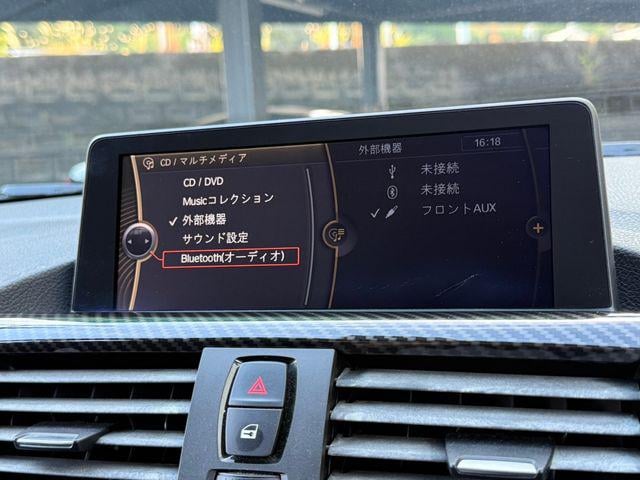 CD / マルチメディア
CD / DVD
Musicコレクション
外部機器
サウンド設定
Bluetooth(オーディオ)
外部機器
16:18
未接続
未接続
フロントAUX